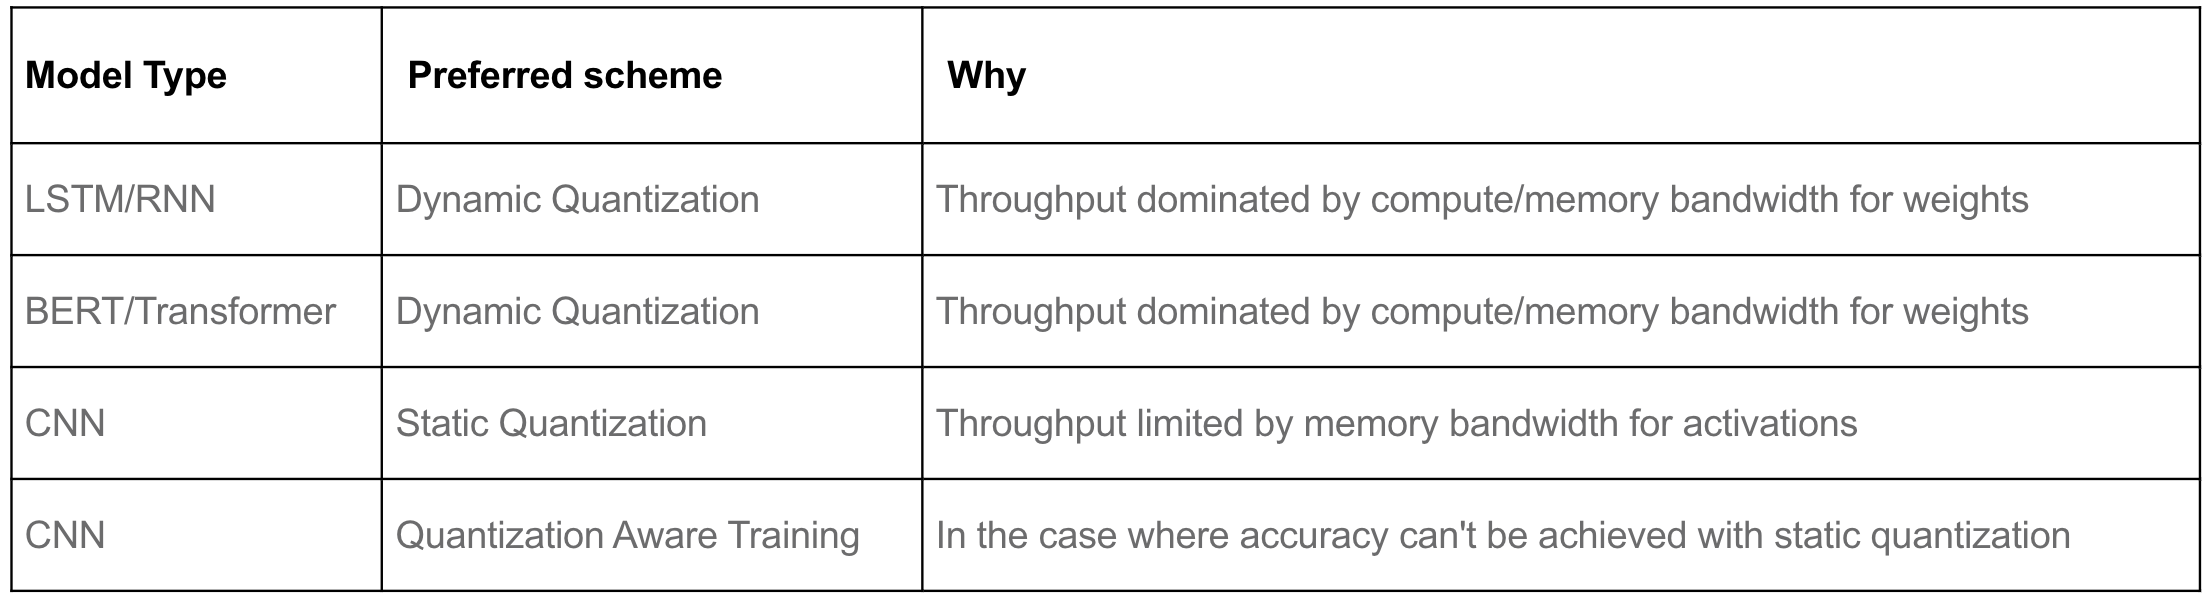 Model Type Preferred scheme Why
LSTM/RNN Dynamic Quantization Throughput dominated by compute/memory bandwidth for weights
BERT/Transformer Dynamic Quantization Throughput dominated by compute/memory bandwidth for weights
CNN Static Quantization Throughput limited by memory bandwidth for activations
CNN Quantization Aware Training In the case where accuracy can't be achieved with static quantization